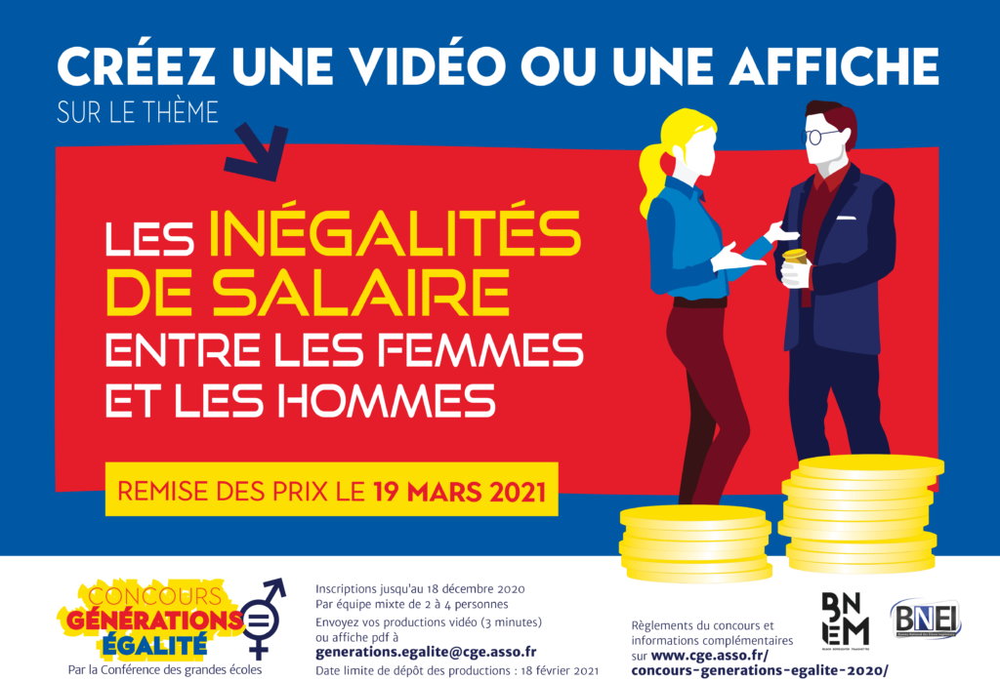 CRÉEZ UNE VIDÉO OU UNE AFFICHE
SUR LE THÈME
LES INÉGALITÉS
DE SALAIRE
ENTRE LES FEMMES
ET LES HOMMES
REMISE DES PRIX LE 19 MARS 2021
CONCOURS
GÉNÉRATIONS
ÉGALITÉ
Par la Conférence des grandes écoles
Inscriptions jusqu'au 18 décembre 2020
Par équipe mixte de 2 à 4 personnes
Envoyez vos productions vidéo (3 minutes)
ou affiche pdf à
generations.egalite@cge.asso.fr
Date limite de dépôt des productions : 18 février 2021
Règlements du concours et
informations complémentaires
sur www.cge.asso.fr/
concours-generations-egalite-2020/
BN
EM
BNEI